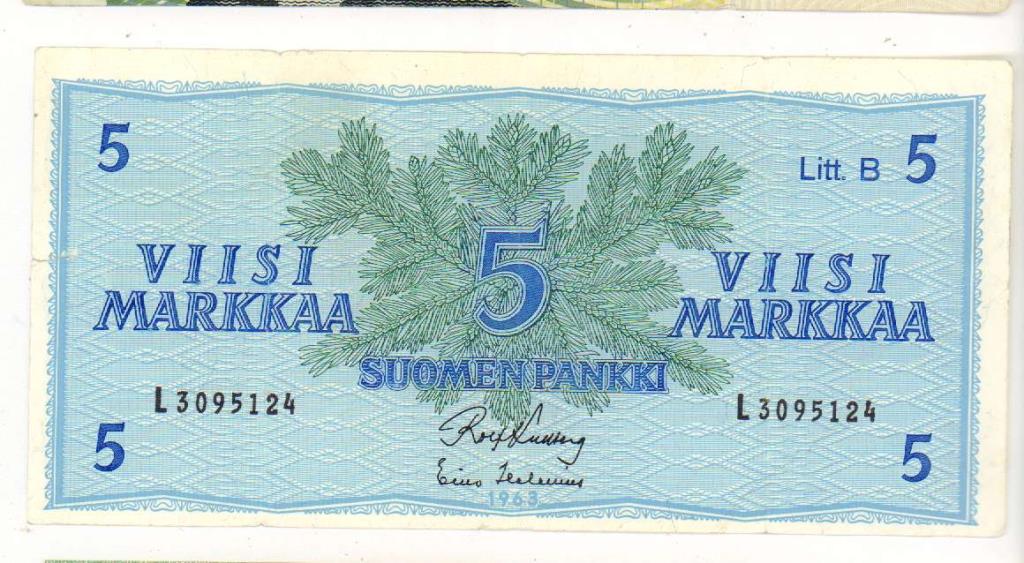 5
Litt. B 5
VIISI
MARKKAA
5
VIISI
MARKKAA
SUOMEN PANKKI
L3095124
L3095124
5
5
1963